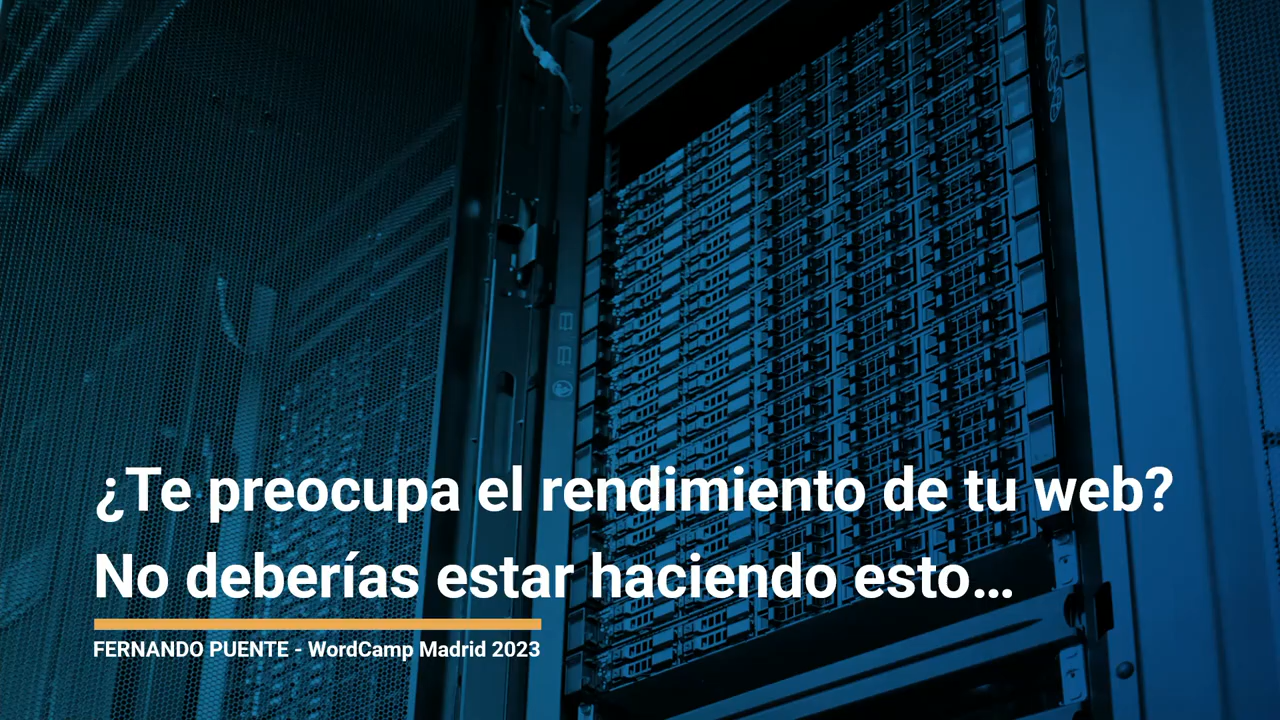 ¿Te preocupa el rendimiento de tu web?
No deberías estar haciendo esto...
FERNANDO PUENTE - WordCamp Madrid 2023